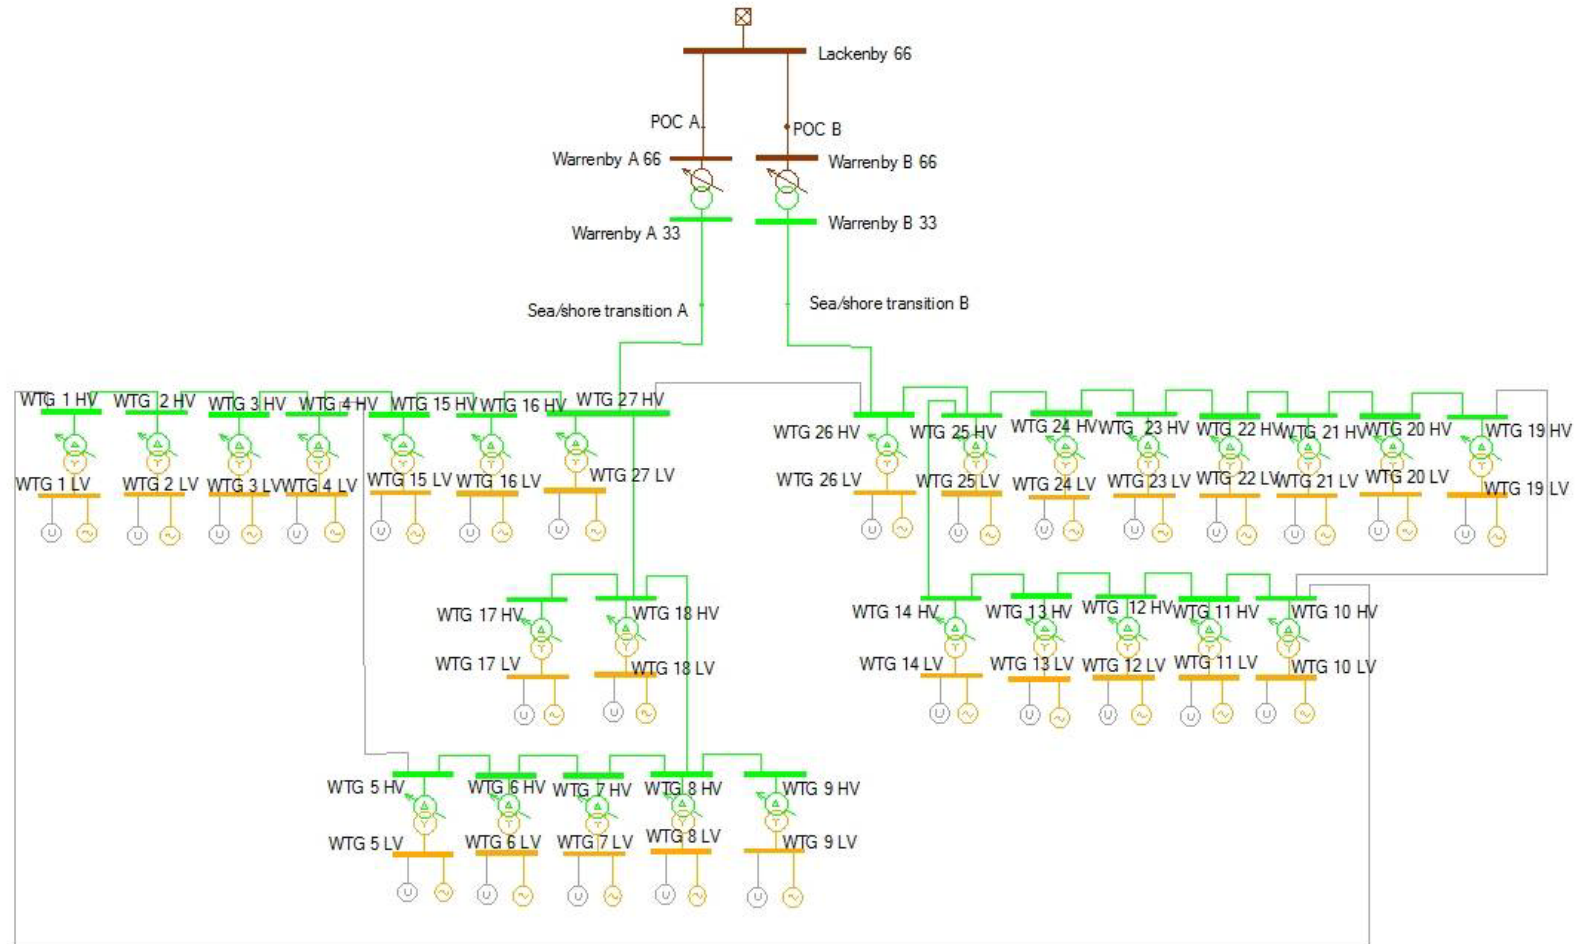 Lackenby 66
POC A
POC B
Warrenby A 66
Warrenby B 66
Warrenby A 33
Warrenby B 33
Sea/shore transition A
Sea/shore transition B
WTG 1 HV
WTG 2 HV
WTG 3 HV
WTG 4 HV
WTG 15 HV
WTG 16 HV
WTG 27 HV
WTG 26 HV
WTG 25 HV
WTG 24 HV
WTG 23 HV
WTG 22 HV
WTG 21 HV
WTG 20 HV
WTG 19 HV
WTG 1 LV
WTG 2 LV
WTG 3 LV
WTG 4 LV
WTG 15 LV
WTG 16 LV
WTG 27 LV
WTG 26 LV
WTG 25 LV
WTG 24 LV
WTG 23 LV
WTG 22 LV
WTG 21 LV
WTG 20 LV
WTG 19 LV
WTG 17 HV
WTG 18 HV
WTG 14 HV
WTG 13 HV
WTG 12 HV
WTG 11 HV
WTG 10 HV
WTG 17 LV
WTG 18 LV
WTG 14 LV
WTG 13 LV
WTG 12 LV
WTG 11 LV
WTG 10 LV
WTG 5 HV
WTG 6 HV
WTG 7 HV
WTG 8 HV
WTG 9 HV
WTG 5 LV
WTG 6 LV
WTG 7 LV
WTG 8 LV
WTG 9 LV